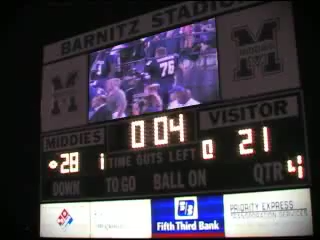 BARNITZ STADIUM
M
MIDDIES
76
M
MIDDIES
0:04
VISITOR
28
1
TIME OUTS LEFT
0
21
4
DOWN
TO GO
BALL ON
QTR
Fifth Third Bank
PRIORITY EXPRESS